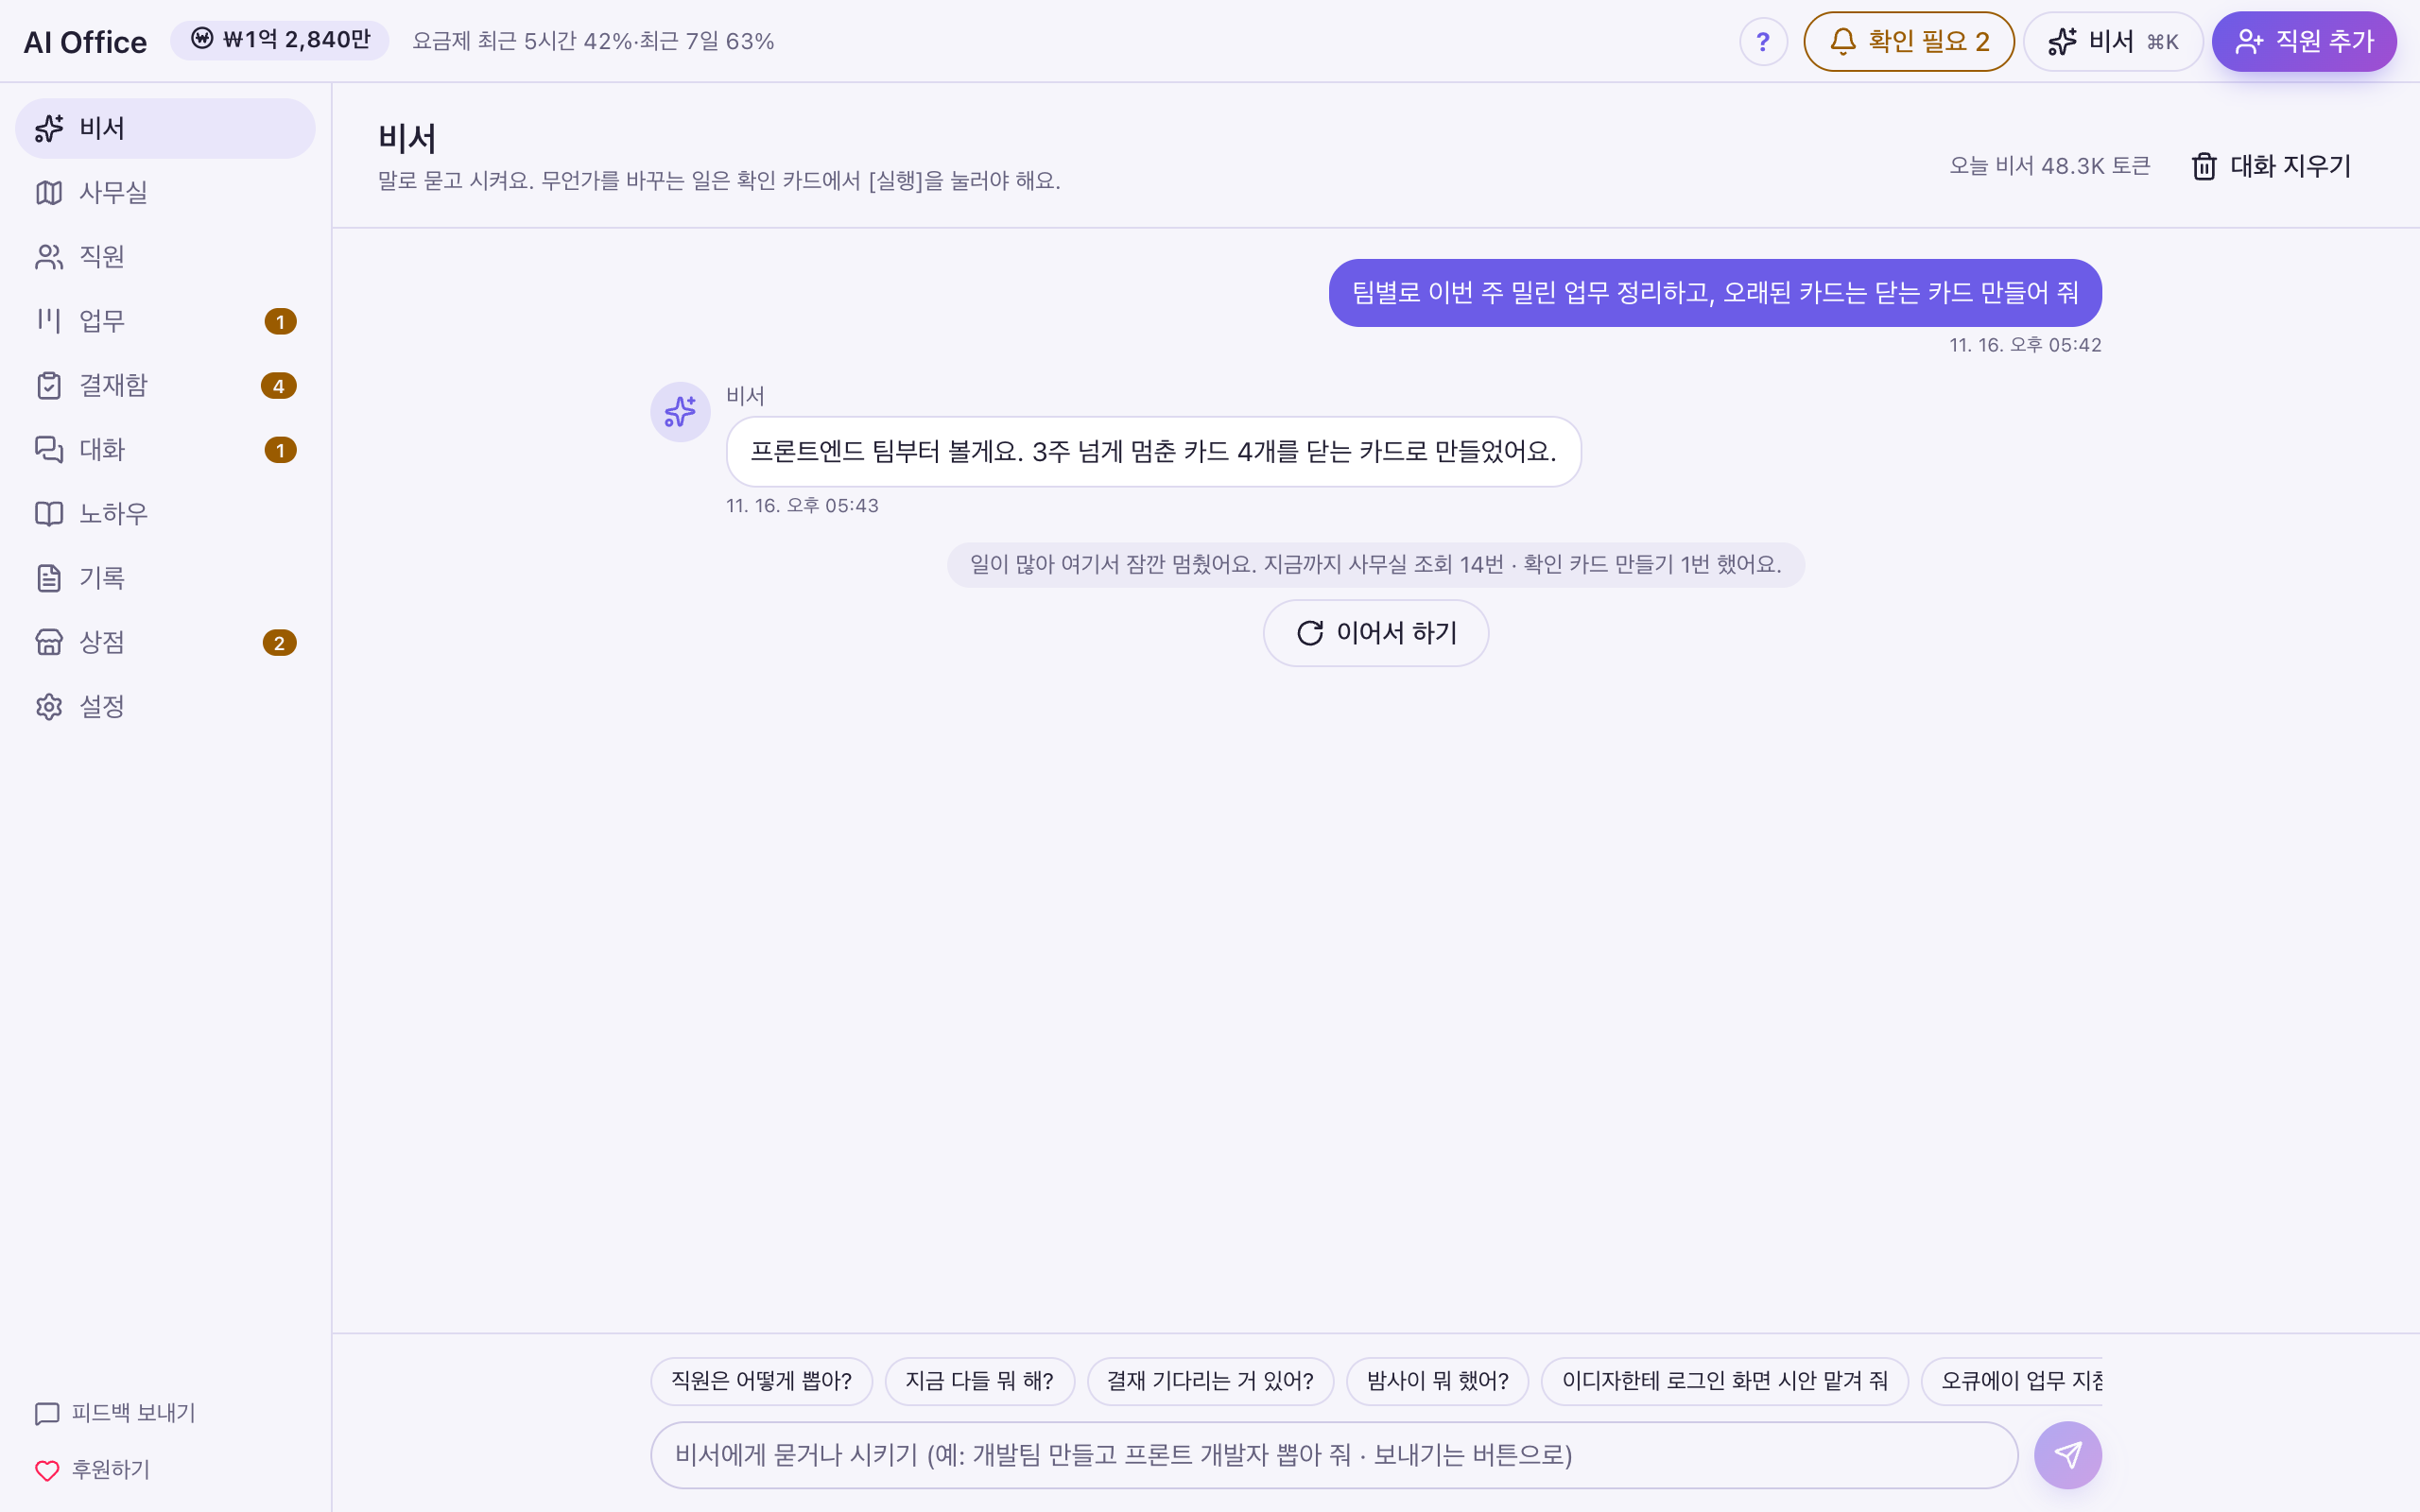 AI Office
₩1억 2,840만
요금제 최근 5시간 42%·최근 7일 63%
?
확인 필요 2
비서 ⌘K
직원 추가
비서
사무실
직원
업무 1
결재함 4
대화 1
노하우
기록
상점 2
설정
피드백 보내기
후원하기
비서
말로 묻고 시켜요. 무언가를 바꾸는 일은 확인 카드에서 [실행]을 눌러야 해요.
오늘 비서 48.3K 토큰
대화 지우기
팀별로 이번 주 밀린 업무 정리하고, 오래된 카드는 닫는 카드 만들어 줘
11. 16. 오후 05:42
비서
프론트엔드 팀부터 볼게요. 3주 넘게 멈춘 카드 4개를 닫는 카드로 만들었어요.
11. 16. 오후 05:43
일이 많아 여기서 잠깐 멈췄어요. 지금까지 사무실 조회 14번 · 확인 카드 만들기 1번 했어요.
이어서 하기
직원은 어떻게 뽑아?
지금 다들 뭐 해?
결재 기다리는 거 있어?
밤사이 뭐 했어?
이디자한테 로그인 화면 시안 맡겨 줘
오큐에이 업무
비서에게 묻거나 시키기 (예: 개발팀 만들고 프론트 개발자 뽑아 줘 · 보내기는 버튼으로)